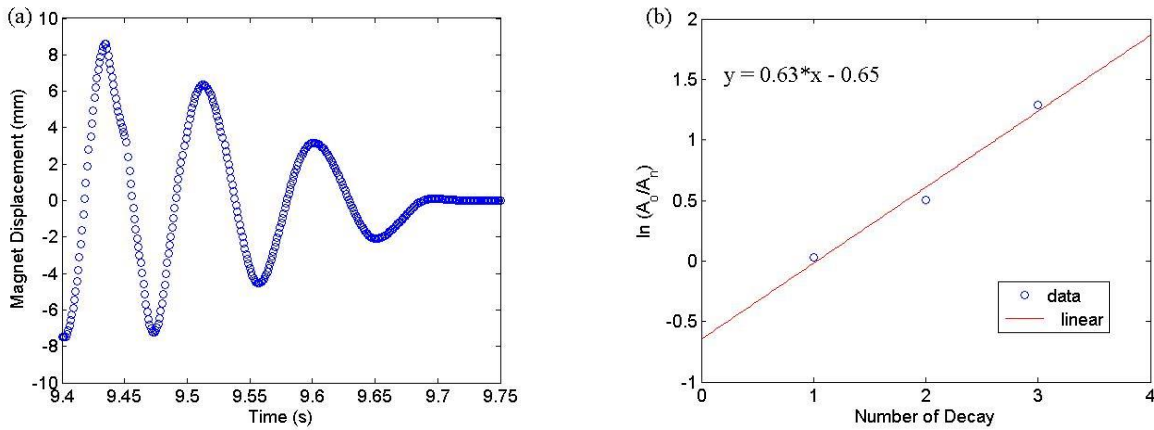 (a)
10
8
6
4
2
0
-2
-4
-6
-8
-10
Magnet Displacement (mm)
9.4 9.45 9.5 9.55 9.6 9.65 9.7 9.75
Time (s)
(b)
2
1.5
1
0.5
0
-0.5
-1
ln (A₀/Aₙ)
y = 0.63*x - 0.65
data
linear
0 1 2 3 4
Number of Decay